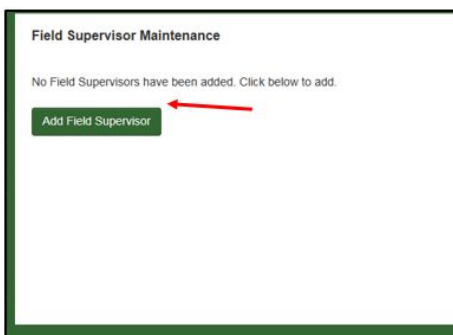 Field Supervisor Maintenance
No Field Supervisors have been added. Click below to add.
Add Field Supervisor